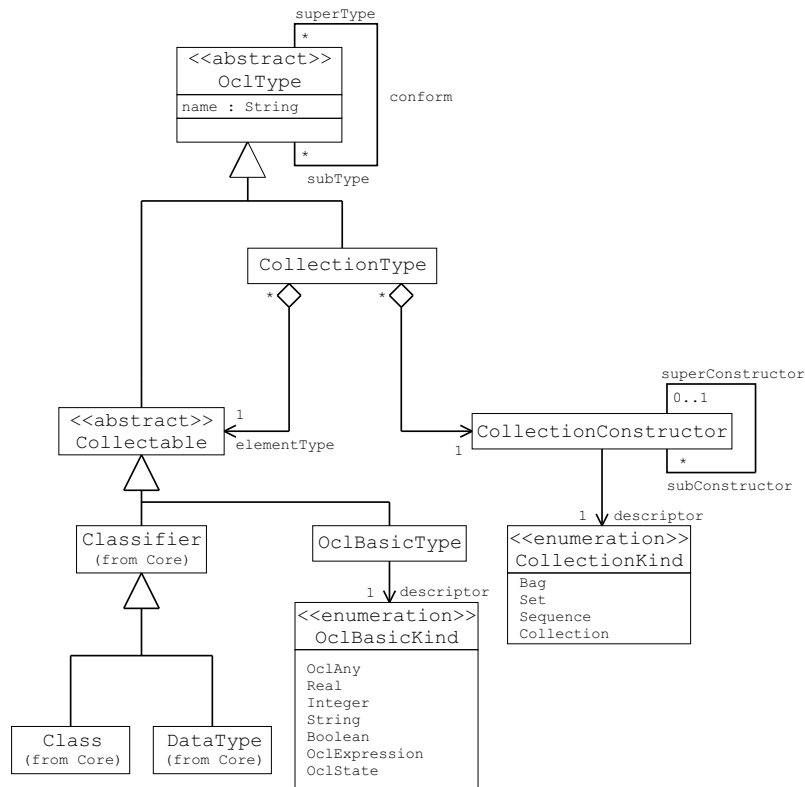 superType
*
<<abstract>>
OclType
name : String
conform
*
subType
CollectionType
*
*
superConstructor
0..1
<<abstract>>
Collectable
1
elementType
CollectionConstructor
1
*
subConstructor
Classifier
(from Core)
OclBasicType
1 descriptor
<<enumeration>>
CollectionKind
Bag
Set
Sequence
Collection
1 descriptor
<<enumeration>>
OclBasicKind
OclAny
Real
Integer
String
Boolean
OclExpression
OclState
Class
(from Core)
DataType
(from Core)